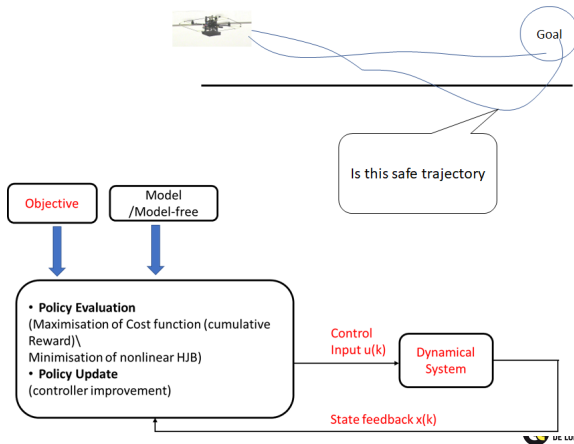 Goal
Is this safe trajectory
Objective
Model
/Model-free
• Policy Evaluation
(Maximisation of Cost function (cumulative
Reward)\
Minimisation of nonlinear HJB)
• Policy Update
(controller improvement)
Control
Input u(k)
Dynamical
System
State feedback x(k)